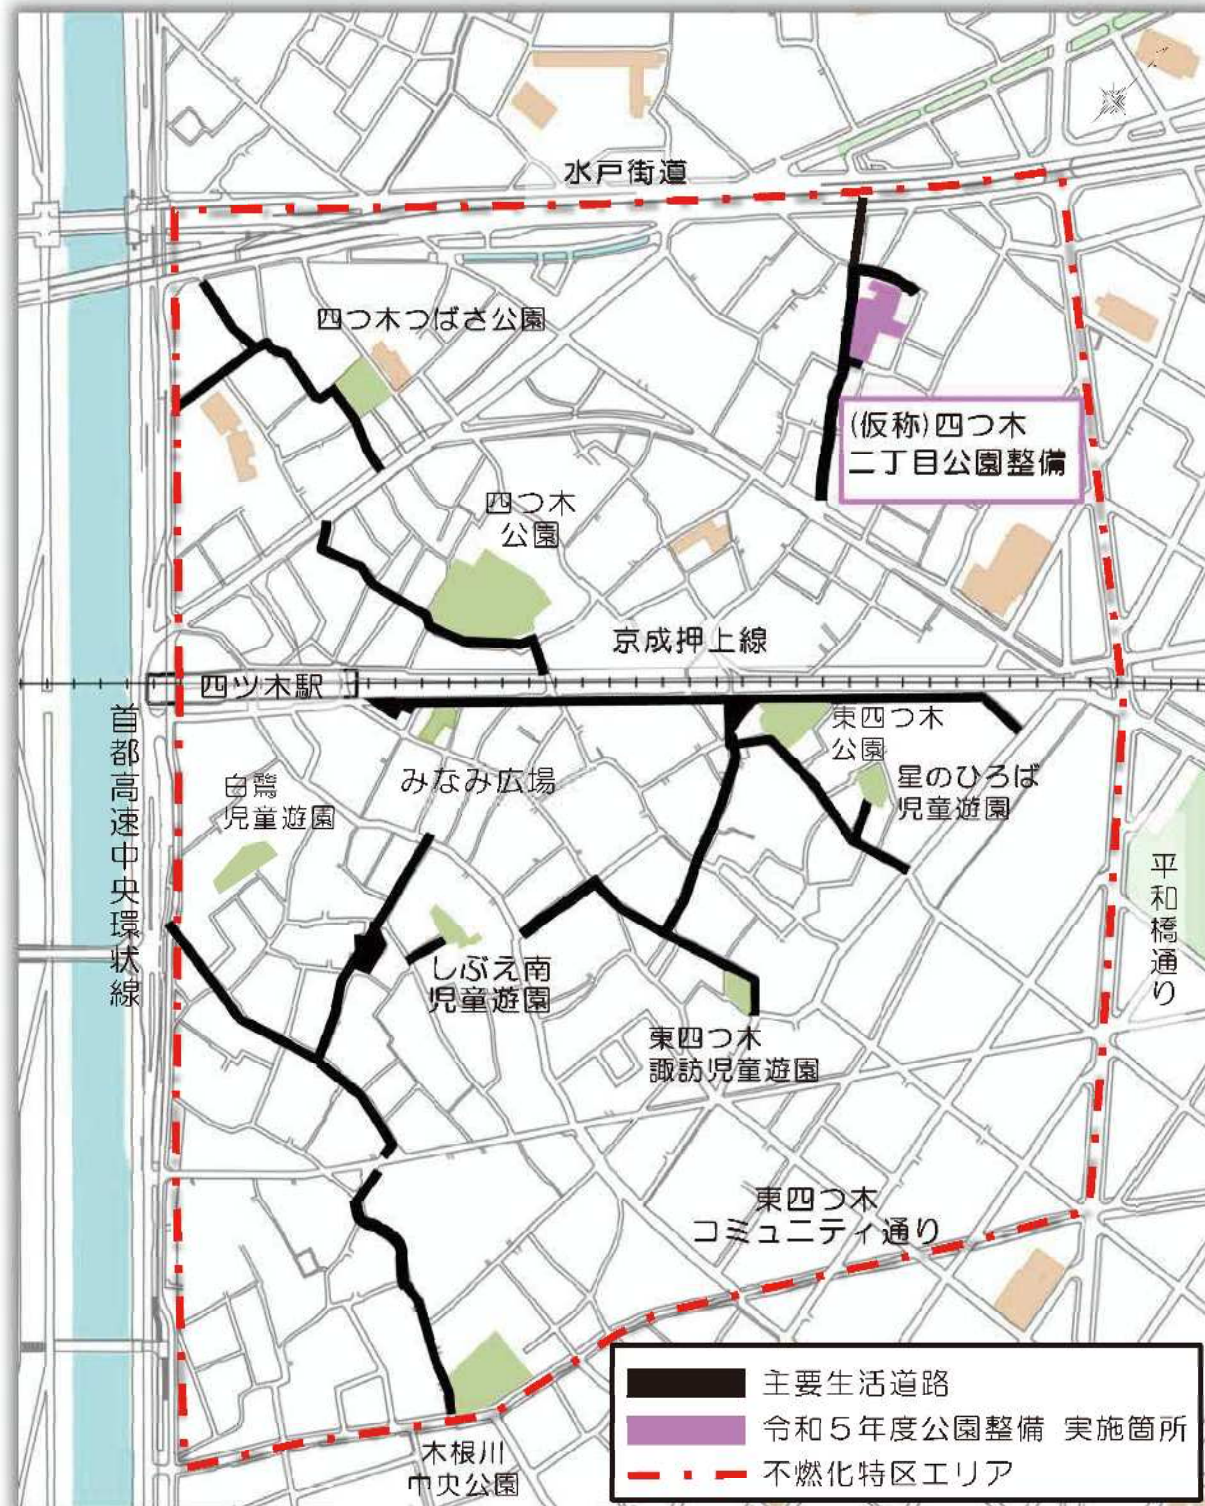 水戸街道
四つ木つばさ公園
(仮称)四つ木
二丁目公園整備
四つ木
公園
京成押上線
四ツ木駅
首都高速中央環状線
東四つ木
公園
みなみ広場
星のひろば
児童遊園
白鷺
児童遊園
平和橋通り
しぶえ南
児童遊園
東四つ木
諏訪児童遊園
東四つ木
コミュニティ通り
木根川
中央公園
主要生活道路
令和5年度公園整備 実施箇所
不燃化特区エリア